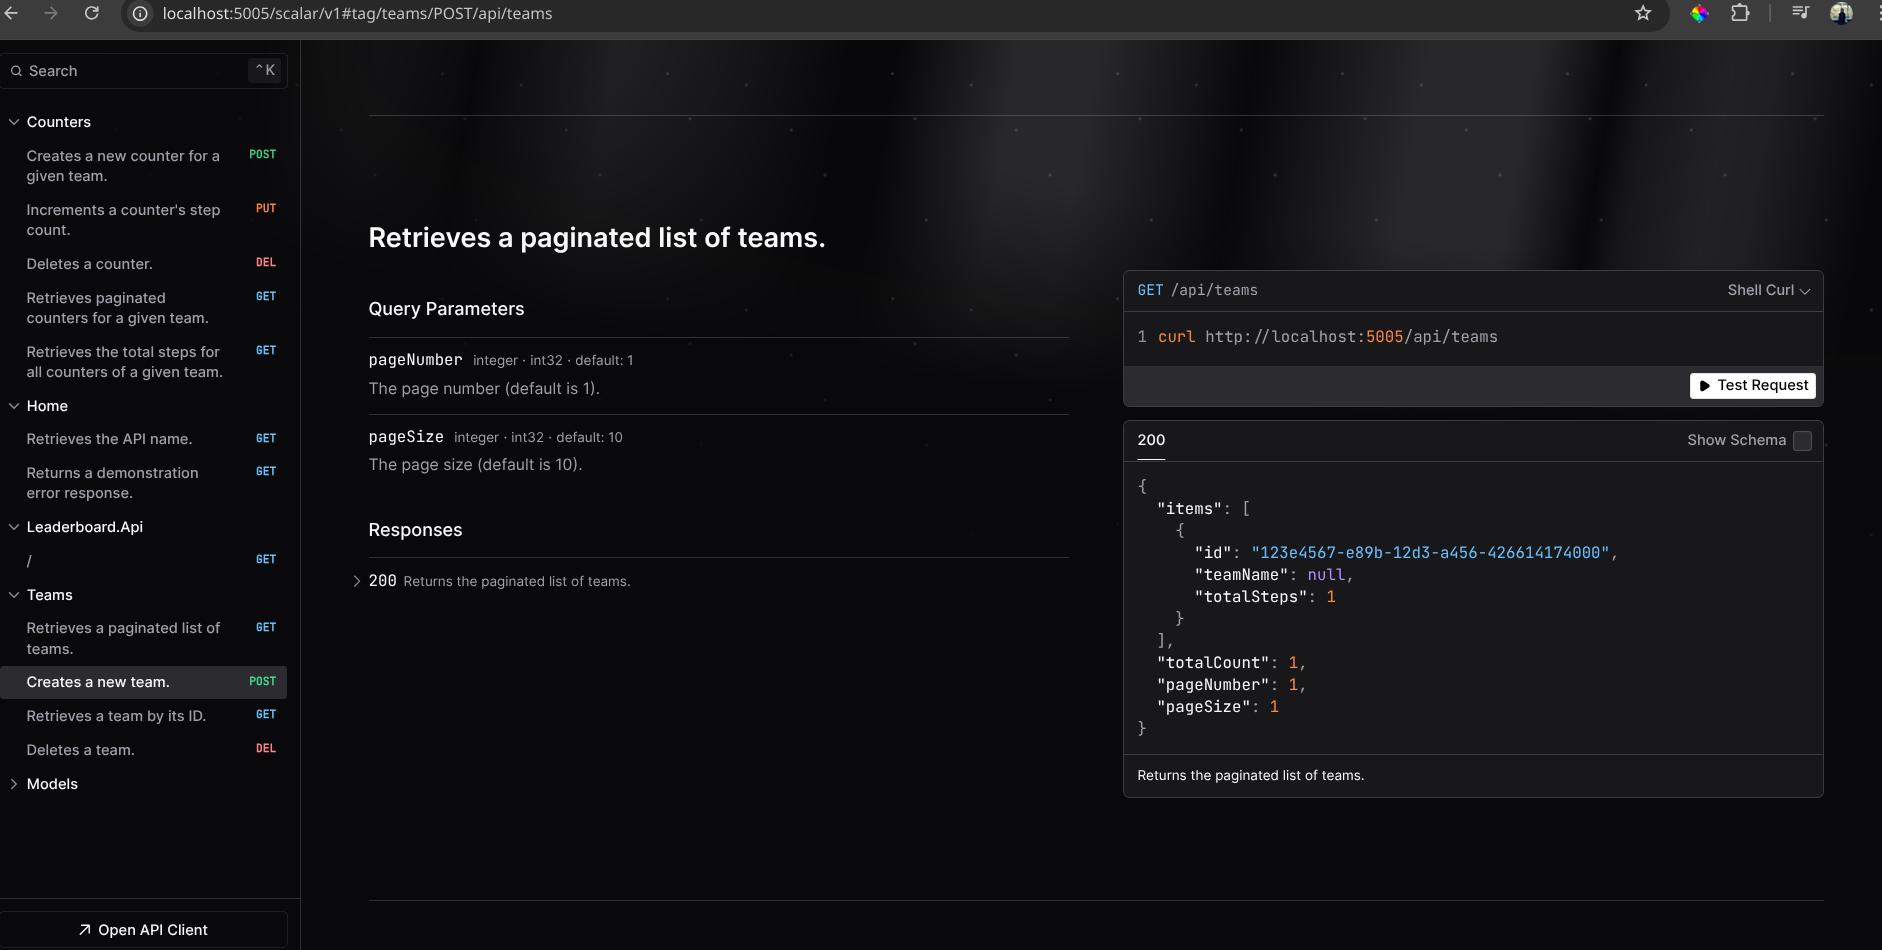 localhost:5005/scalar/v1#tag/teams/POST/api/teams
Search
^K
Counters
Creates a new counter for a
given team.
POST
Increments a counter's step
count.
PUT
Deletes a counter.
DEL
Retrieves paginated
counters for a given team.
GET
Retrieves the total steps for
all counters of a given team.
GET
Home
Retrieves the API name.
GET
Returns a demonstration
error response.
GET
Leaderboard.Api
/
GET
Teams
Retrieves a paginated list of
teams.
GET
Creates a new team.
POST
Retrieves a team by its ID.
GET
Deletes a team.
DEL
Models
Open API Client
Retrieves a paginated list of teams.
Query Parameters
pageNumber integer · int32 · default: 1
The page number (default is 1).
pageSize integer · int32 · default: 10
The page size (default is 10).
Responses
200 Returns the paginated list of teams.
GET /api/teams
Shell Curl
1 curl http://localhost:5005/api/teams
Test Request
200
Show Schema
{
"items": [
{
"id": "123e4567-e89b-12d3-a456-426614174000",
"teamName": null,
"totalSteps": 1
}
],
"totalCount": 1,
"pageNumber": 1,
"pageSize": 1
}
Returns the paginated list of teams.